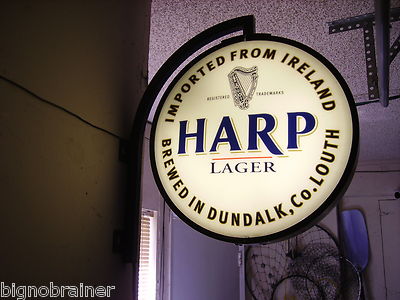 IMPORTED FROM IRELAND
REGISTERED TRADEMARKS
HARP
LAGER
BREWED IN DUNDALK, Co. LOUTH
bignobrainer